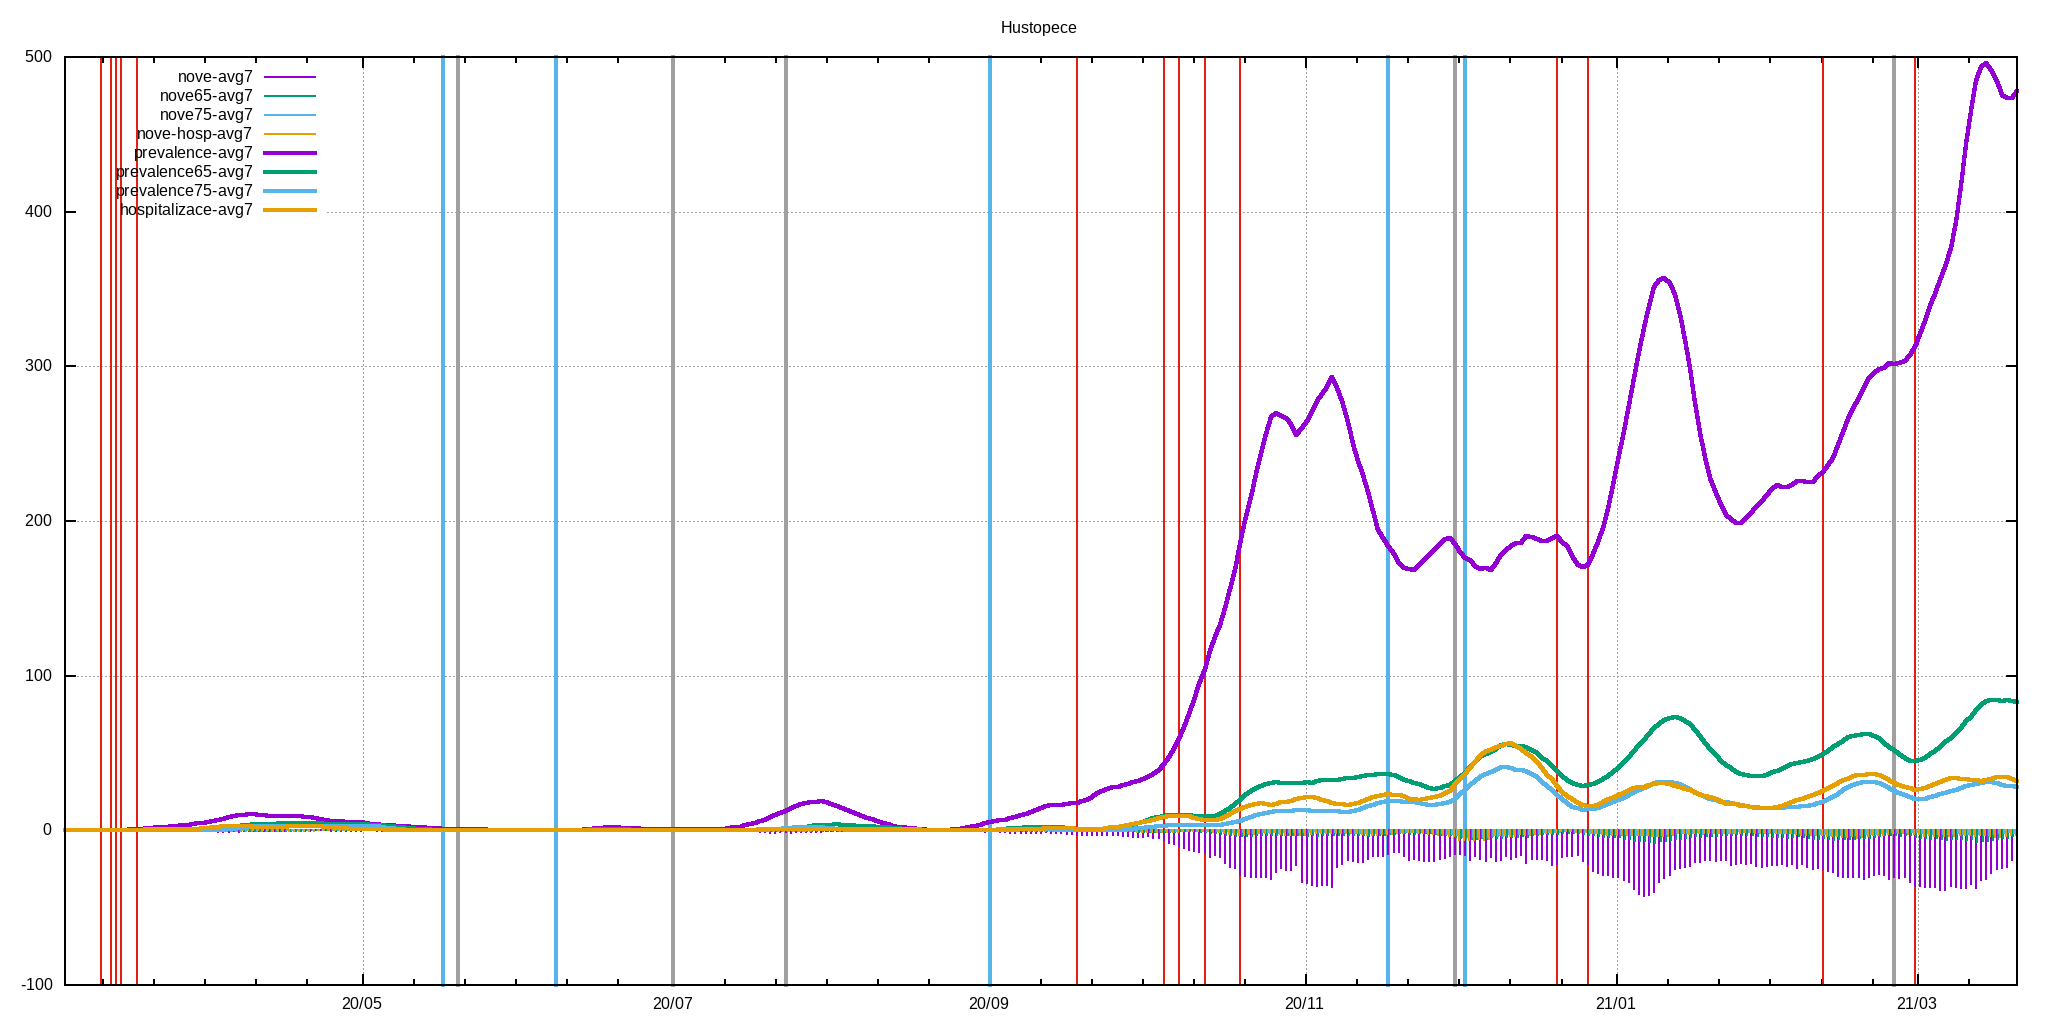 Hustopece
500
400
300
200
100
0
-100
nove-avg7
nove65-avg7
nove75-avg7
nove-hosp-avg7
prevalence-avg7
prevalence65-avg7
prevalence75-avg7
hospitalizace-avg7
20/05
20/07
20/09
20/11
21/01
21/03